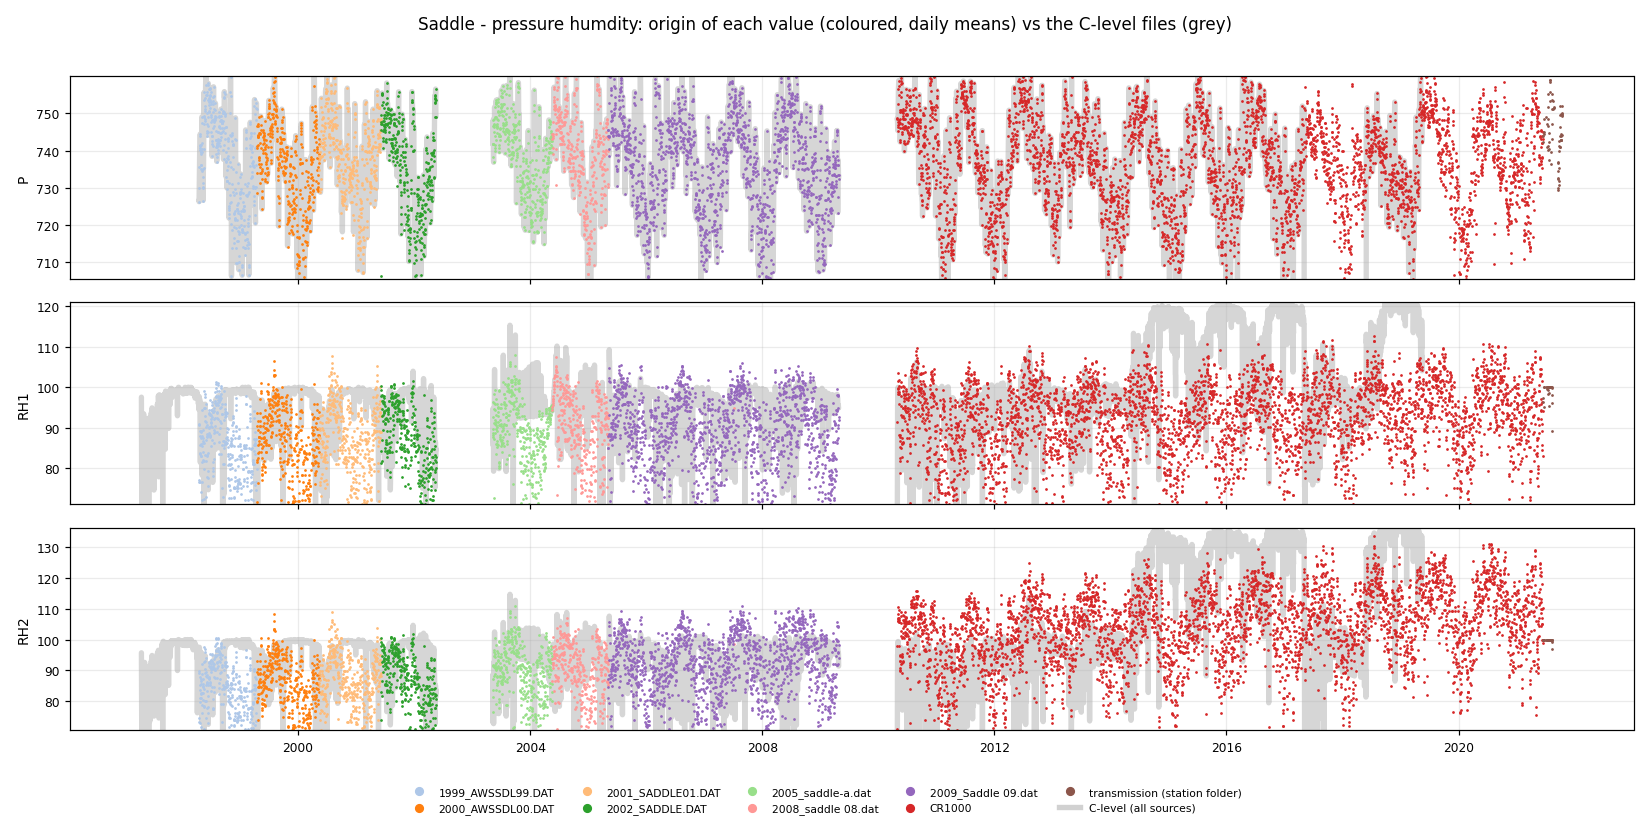 Saddle - pressure humdity: origin of each value (coloured, daily means) vs the C-level files (grey)
P
750
740
730
720
710
RH1
120
110
100
90
80
RH2
130
120
110
100
90
80
2000 2004 2008 2012 2016 2020
1999_AWSSDL99.DAT 2001_SADDLE01.DAT 2005_saddle-a.dat 2009_Saddle 09.dat transmission (station folder)
2000_AWSSDL00.DAT 2002_SADDLE.DAT 2008_saddle 08.dat CR1000 C-level (all sources)